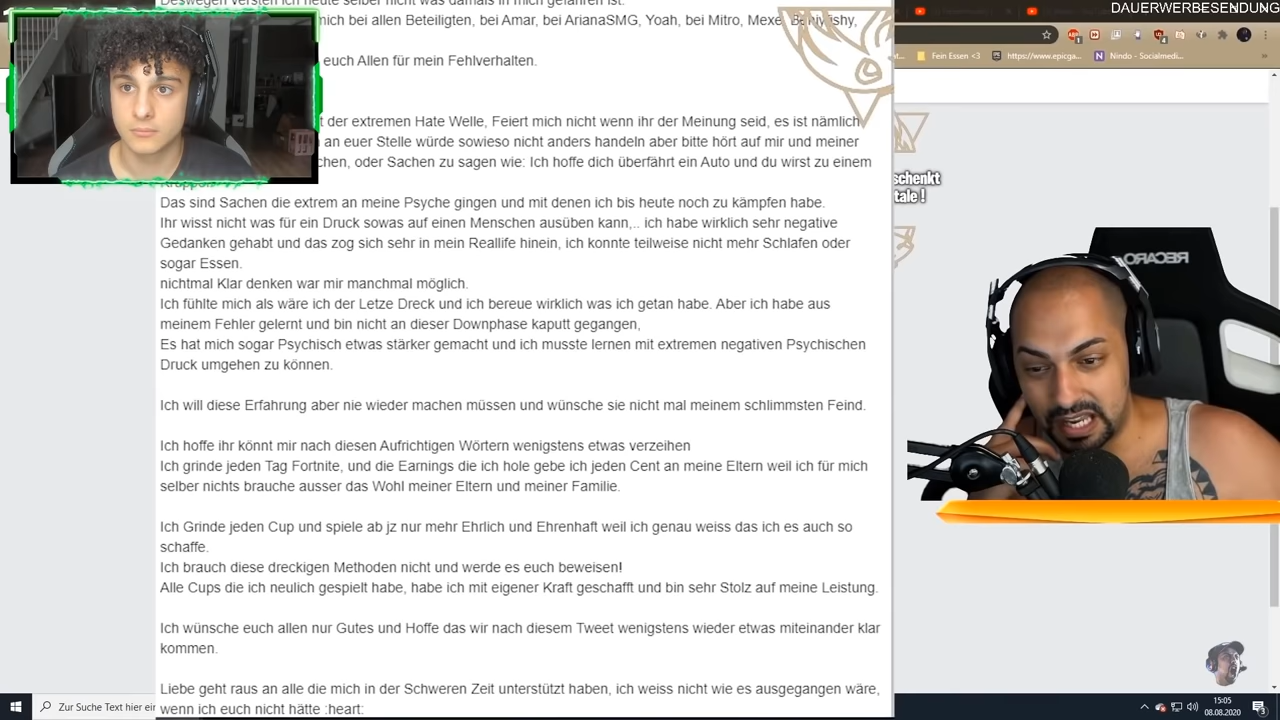 DAUERWERBESENDUNG
Deswegen versteh ich heute selber nicht was damals in mich gefahren ist.
mich bei allen Beteiligten, bei Amar, bei ArianaSMG, Yoah, bei Mitro, Mexe,
euch Allen für mein Fehlverhalten.
der extremen Hate Welle, Feiert mich nicht wenn ihr der Meinung seid, es ist nämlich
an euer Stelle würde sowieso nicht anders handeln aber bitte hört auf mir und meiner
chen, oder Sachen zu sagen wie: Ich hoffe dich überfährt ein Auto und du wirst zu einem
Das sind Sachen die extrem an meine Psyche gingen und mit denen ich bis heute noch zu kämpfen habe.
Ihr wisst nicht was für ein Druck sowas auf einen Menschen ausüben kann,.. ich habe wirklich sehr negative
Gedanken gehabt und das zog sich sehr in mein Reallife hinein, ich konnte teilweise nicht mehr Schlafen oder
sogar Essen.
nichtmal Klar denken war mir manchmal möglich.
Ich fühlte mich als wäre ich der Letze Dreck und ich bereue wirklich was ich getan habe. Aber ich habe aus
meinem Fehler gelernt und bin nicht an dieser Downphase kaputt gegangen,
Es hat mich sogar Psychisch etwas stärker gemacht und ich musste lernen mit extremen negativen Psychischen
Druck umgehen zu können.
Ich will diese Erfahrung aber nie wieder machen müssen und wünsche sie nicht mal meinem schlimmsten Feind.
Ich hoffe ihr könnt mir nach diesen Aufrichtigen Wörtern wenigstens etwas verzeihen
Ich grinde jeden Tag Fortnite, und die Earnings die ich hole gebe ich jeden Cent an meine Eltern weil ich für mich
selber nichts brauche ausser das Wohl meiner Eltern und meiner Familie.
Ich Grinde jeden Cup und spiele ab jz nur mehr Ehrlich und Ehrenhaft weil ich genau weiss das ich es auch so
schaffe.
Ich brauch diese dreckigen Methoden nicht und werde es euch beweisen!
Alle Cups die ich neulich gespielt habe, habe ich mit eigener Kraft geschafft und bin sehr Stolz auf meine Leistung.
Ich wünsche euch allen nur Gutes und Hoffe das wir nach diesem Tweet wenigstens wieder etwas miteinander klar
kommen.
Liebe geht raus an alle die mich in der Schweren Zeit unterstützt haben, ich weiss nicht wie es ausgegangen wäre,
wenn ich euch nicht hätte :heart:
Fein Essen <3
https://www.epicga...
Nindo - Socialmedi...
schenkt
tale !
RECARO
Zur Suche Text hier ein
15:05
08.08.2020